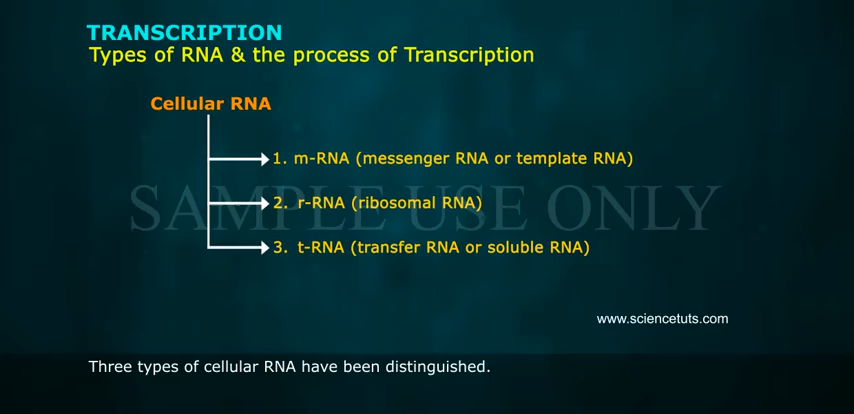 TRANSCRIPTION
Types of RNA & the process of Transcription
Cellular RNA
1. m-RNA (messenger RNA or template RNA)
SAMPLE USE ONLY
2. r-RNA (ribosomal RNA)
3. t-RNA (transfer RNA or soluble RNA)
www.sciencetuts.com
Three types of cellular RNA have been distinguished.